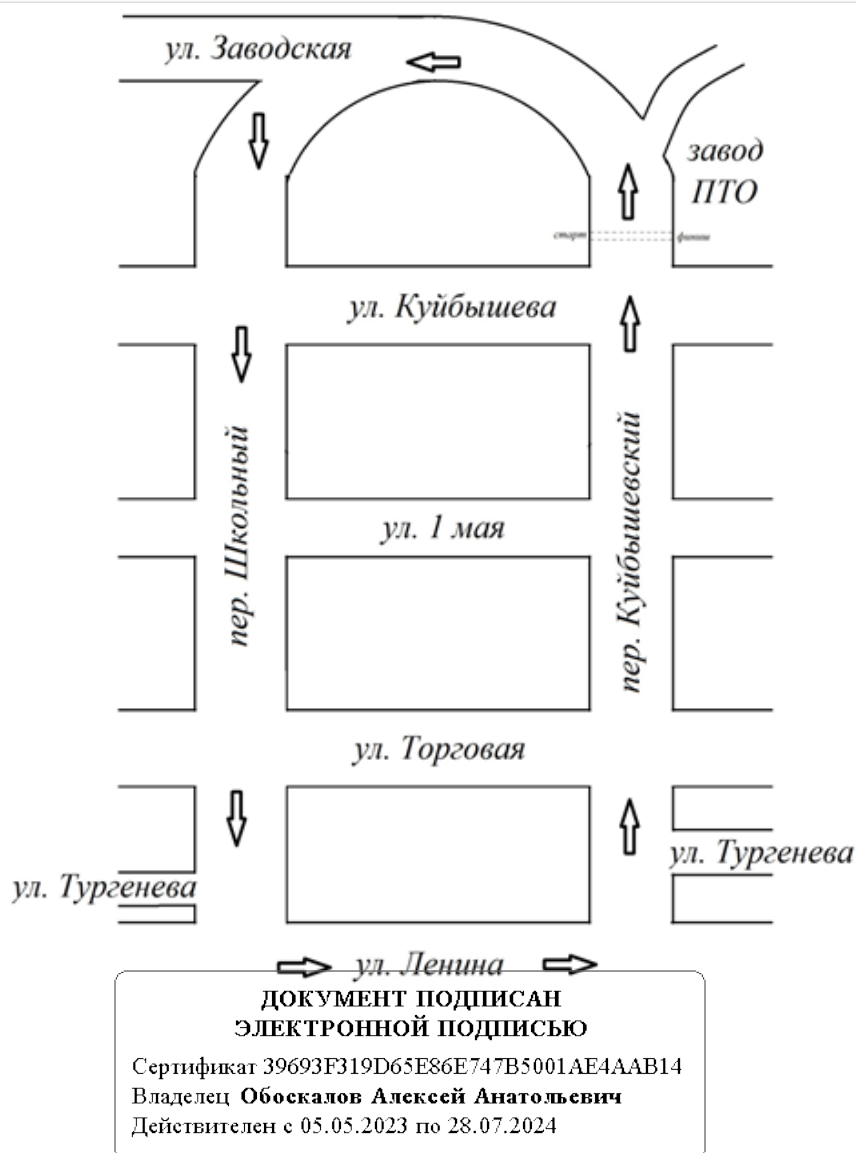 ул. Заводская
завод
ПТО
старт
финиш
ул. Куйбышева
пер. Школьный
пер. Куйбышевский
ул. 1 мая
ул. Торговая
ул. Тургенева
ул. Тургенева
ул. Ленина
ДОКУМЕНТ ПОДПИСАН
ЭЛЕКТРОННОЙ ПОДПИСЬЮ
Сертификат 39693F319D65E86E747B5001AE4AAB14
Владелец Обоскалов Алексей Анатольевич
Действителен с 05.05.2023 по 28.07.2024